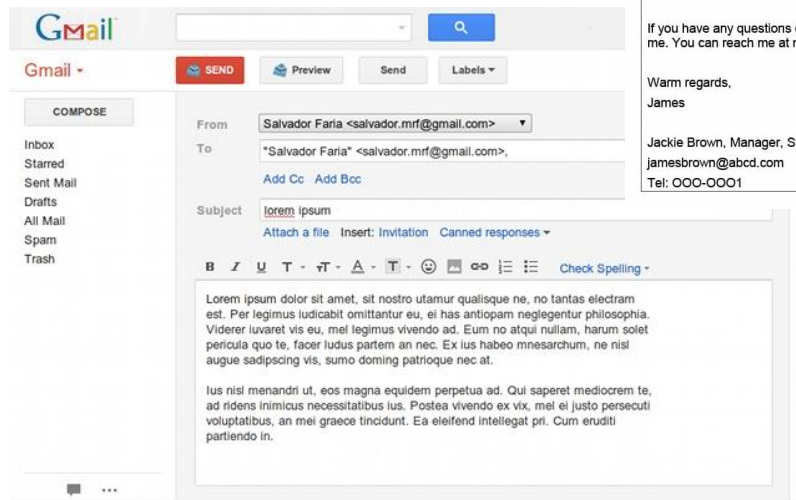 Gmail
Gmail
SEND
Preview
Send
Labels
COMPOSE
Inbox
Starred
Sent Mail
Drafts
All Mail
Spam
Trash
From
Salvador Faria <salvador.mrf@gmail.com>
To
"Salvador Faria" <salvador.mrf@gmail.com>,
Add Cc Add Bcc
Subject
lorem ipsum
Attach a file Insert: Invitation Canned responses
B I U T T A T Check Spelling
Lorem ipsum dolor sit amet, sit nostro utamur qualisque ne, no tantas electram
est. Per legimus iudicabit omittantur eu, ei has antiopam neglegentur philosophia.
Viderer iuvaret vis eu, mel legimus vivendo ad. Eum no atqui nullam, harum solet
pericula quo te, facer ludus partem an nec. Ex ius habeo mnesarchum, ne nisl
augue sadipscing vis, sumo doming patrioque nec at.
Ius nisl menandri ut, eos magna equidem perpetua ad. Qui saperet mediocrem te,
ad ridens inimicus necessitatibus ius. Postea vivendo ex vix, mel ei justo persecuti
voluptatibus, an mei graece tincidunt. Ea eleifend intellegat pri. Cum eruditi
partiendo in.
If you have any questions
me. You can reach me at
Warm regards,
James
Jackie Brown, Manager,
jamesbrown@abcd.com
Tel: OOO-OOO1